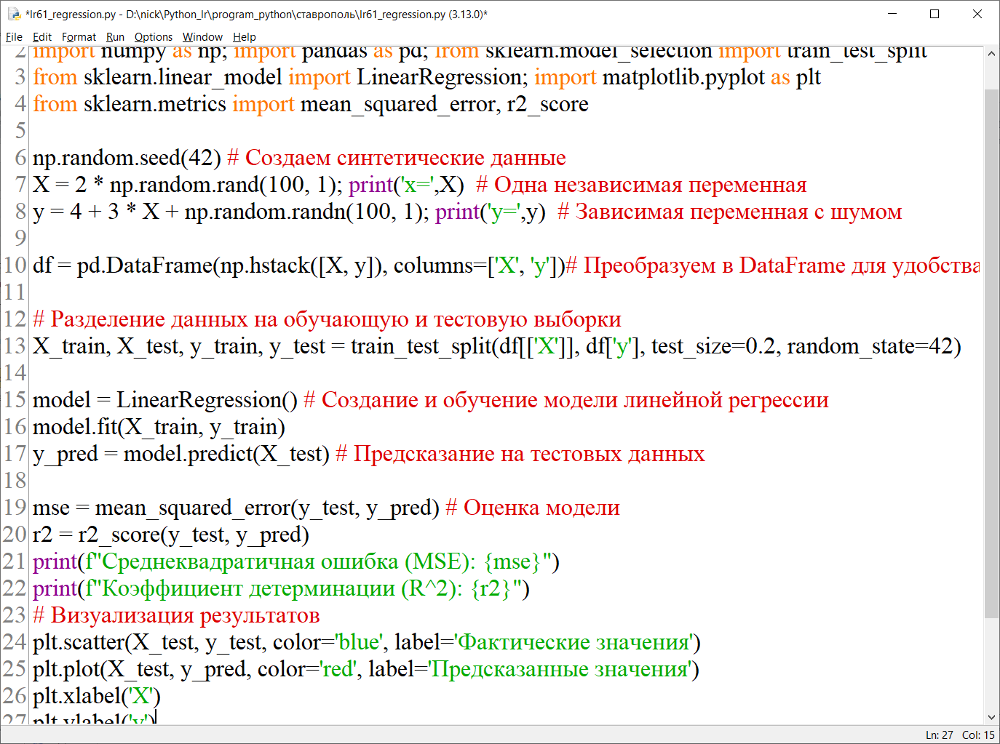 *lr61_regression.py - D:\nick\Python_lr\program_python\ставрополь\lr61_regression.py (3.13.0)*
File Edit Format Run Options Window Help
2 import numpy as np; import pandas as pd; from sklearn.model_selection import train_test_split
3 from sklearn.linear_model import LinearRegression; import matplotlib.pyplot as plt
4 from sklearn.metrics import mean_squared_error, r2_score
5
6 np.random.seed(42) # Создаем синтетические данные
7 X = 2 * np.random.rand(100, 1); print('x=',X)  # Одна независимая переменная
8 y = 4 + 3 * X + np.random.randn(100, 1); print('y=',y)  # Зависимая переменная с шумом
9
10 df = pd.DataFrame(np.hstack([X, y]), columns=['X', 'y'])# Преобразуем в DataFrame для удобства
11
12 # Разделение данных на обучающую и тестовую выборки
13 X_train, X_test, y_train, y_test = train_test_split(df[['X']], df['y'], test_size=0.2, random_state=42)
14
15 model = LinearRegression() # Создание и обучение модели линейной регрессии
16 model.fit(X_train, y_train)
17 y_pred = model.predict(X_test) # Предсказание на тестовых данных
18
19 mse = mean_squared_error(y_test, y_pred) # Оценка модели
20 r2 = r2_score(y_test, y_pred)
21 print(f"Среднеквадратичная ошибка (MSE): {mse}")
22 print(f"Коэффициент детерминации (R^2): {r2}")
23 # Визуализация результатов
24 plt.scatter(X_test, y_test, color='blue', label='Фактические значения')
25 plt.plot(X_test, y_pred, color='red', label='Предсказанные значения')
26 plt.xlabel('X')
27 plt.ylabel('y')
Ln: 27 Col: 15